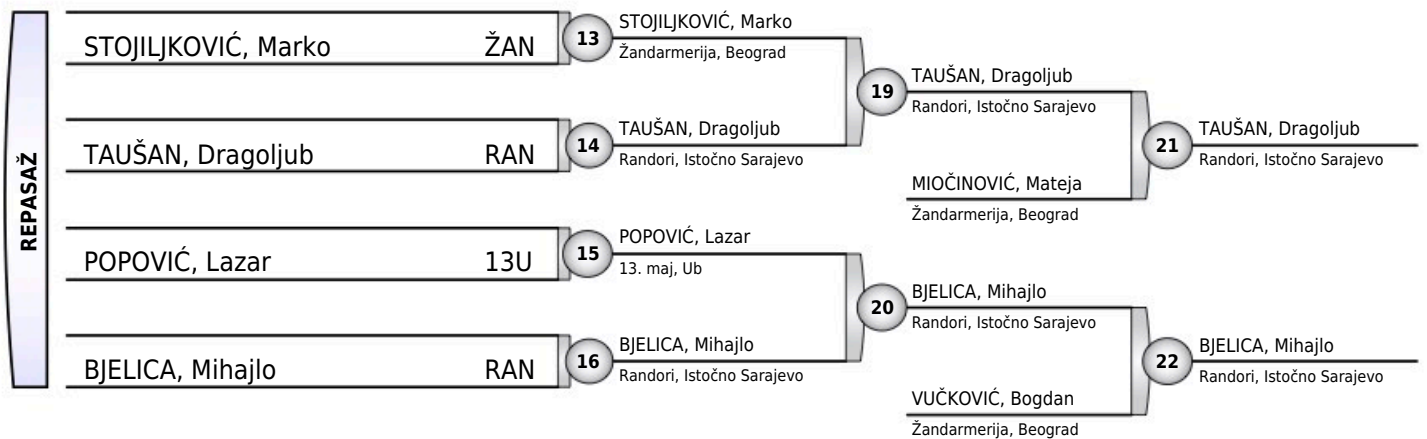 REPASAŽ
STOJILJKOVIĆ, Marko ŽAN
TAUŠAN, Dragoljub RAN
POPOVIĆ, Lazar 13U
BJELICA, Mihajlo RAN
13
STOJILJKOVIĆ, Marko
Žandarmerija, Beograd
14
TAUŠAN, Dragoljub
Randori, Istočno Sarajevo
15
POPOVIĆ, Lazar
13. maj, Ub
16
BJELICA, Mihajlo
Randori, Istočno Sarajevo
19
TAUŠAN, Dragoljub
Randori, Istočno Sarajevo
MIOČINOVIĆ, Mateja
Žandarmerija, Beograd
20
BJELICA, Mihajlo
Randori, Istočno Sarajevo
VUČKOVIĆ, Bogdan
Žandarmerija, Beograd
21
TAUŠAN, Dragoljub
Randori, Istočno Sarajevo
22
BJELICA, Mihajlo
Randori, Istočno Sarajevo